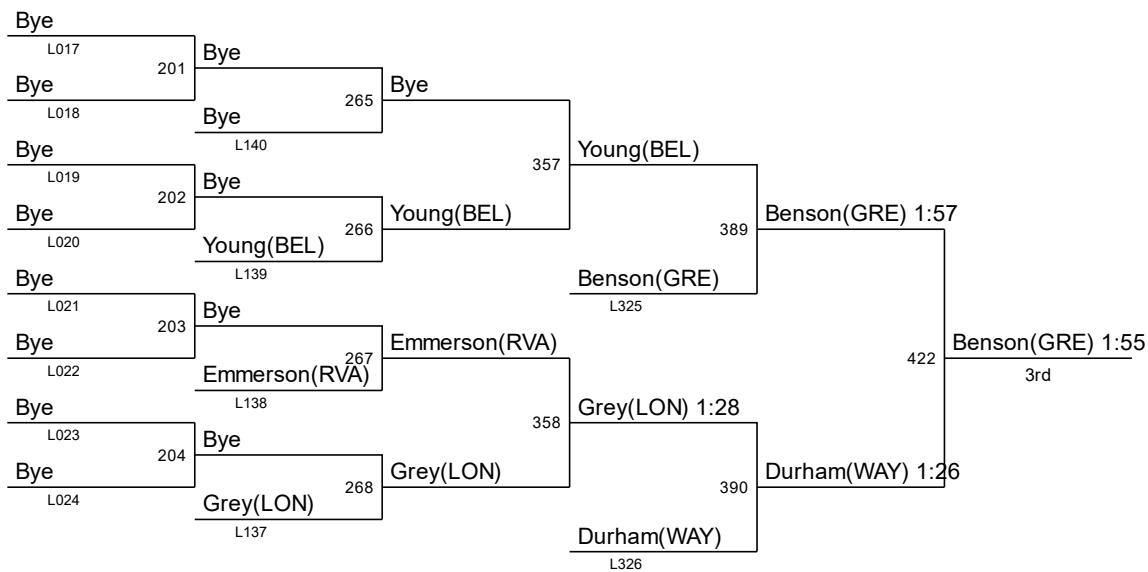 Bye
L017
201
Bye
Bye
L018
265
Bye
Bye
L140
Bye
L019
357
Young(BEL)
202
Bye
Bye
L020
266
Young(BEL)
Young(BEL)
L139
389
Benson(GRE) 1:57
Bye
L021
Benson(GRE)
L325
203
Bye
Bye
L022
267
Emmerson(RVA)
Emmerson(RVA)
L138
422
Benson(GRE) 1:55
3rd
Bye
L023
358
Grey(LON) 1:28
204
Bye
Bye
L024
268
Grey(LON)
Grey(LON)
L137
390
Durham(WAY) 1:26
Durham(WAY)
L326